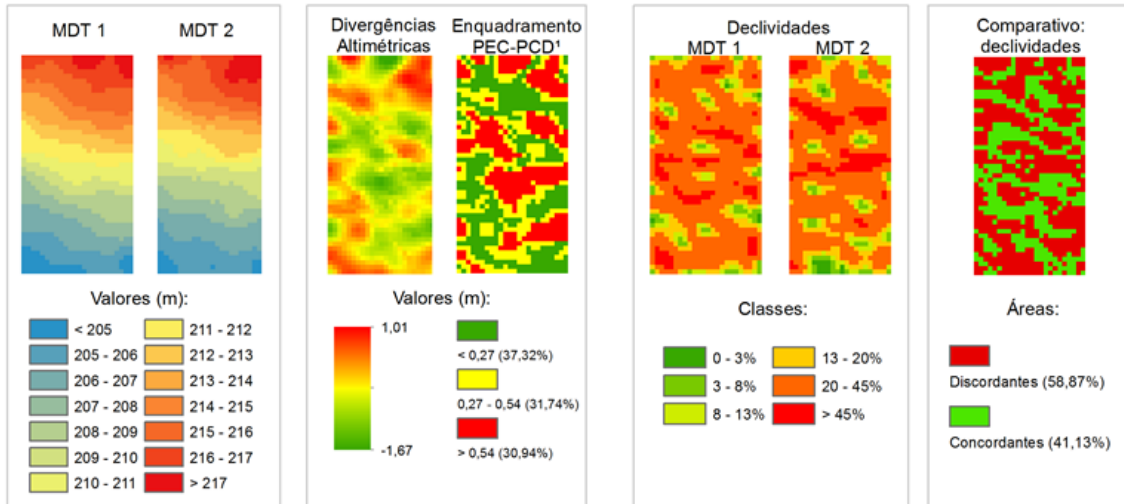 MDT 1
MDT 2
Valores (m):
< 205
205 - 206
206 - 207
207 - 208
208 - 209
209 - 210
210 - 211
211 - 212
212 - 213
213 - 214
214 - 215
215 - 216
216 - 217
> 217
Divergências
Altimétricas
Enquadramento
PEC-PCD¹
Valores (m):
1,01
-1,67
< 0,27 (37,32%)
0,27 - 0,54 (31,74%)
> 0,54 (30,94%)
Declividades
MDT 1
MDT 2
Classes:
0 - 3%
3 - 8%
8 - 13%
13 - 20%
20 - 45%
> 45%
Comparativo:
declividades
Áreas:
Discordantes (58,87%)
Concordantes (41,13%)